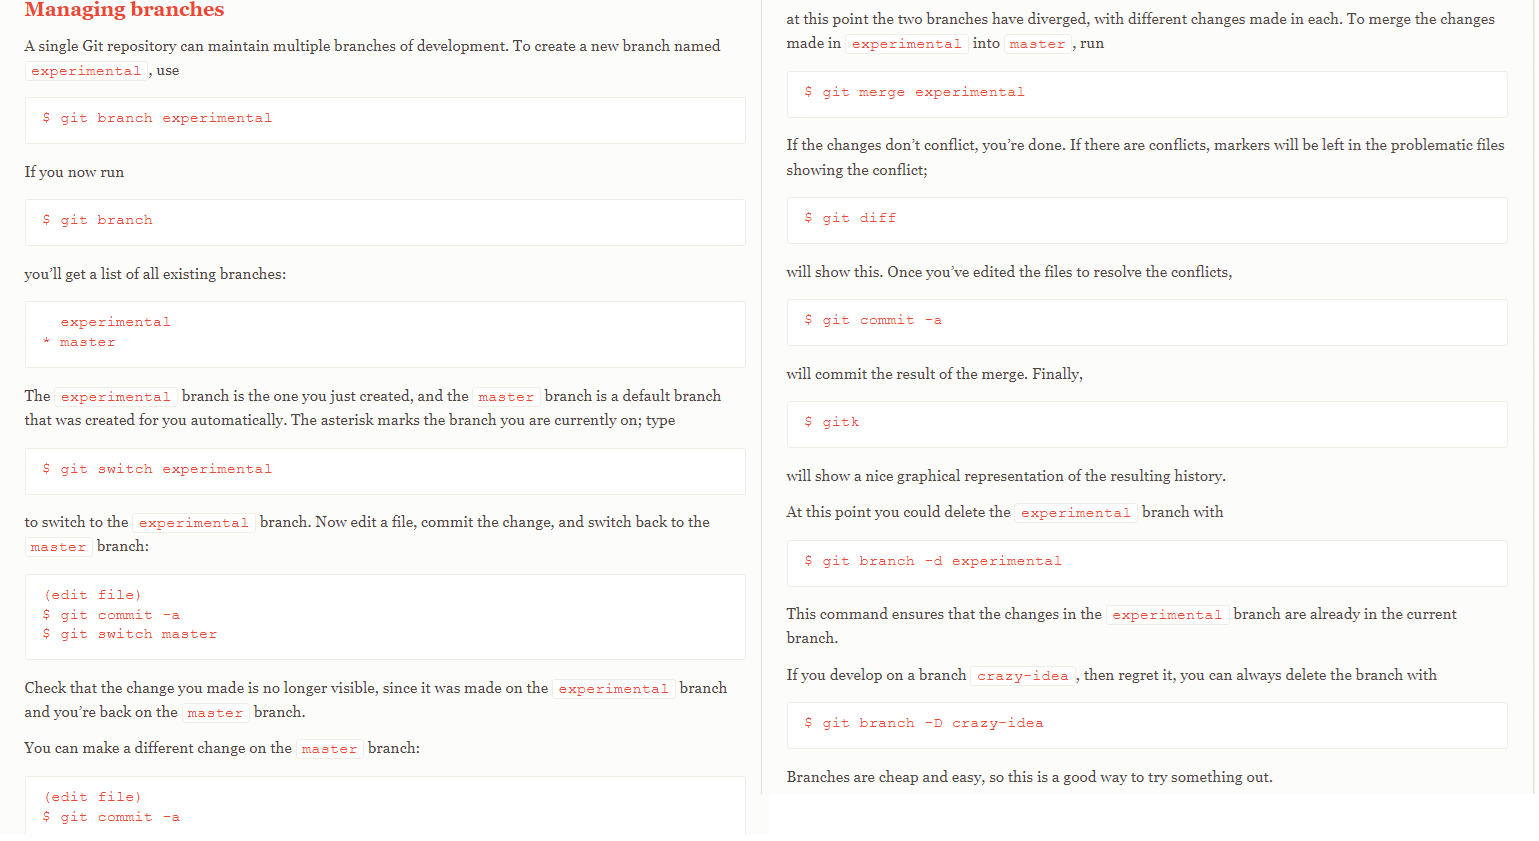 Managing branches
A single Git repository can maintain multiple branches of development. To create a new branch named
experimental , use
$ git branch experimental
If you now run
$ git branch
you’ll get a list of all existing branches:
experimental
* master
The experimental branch is the one you just created, and the master branch is a default branch
that was created for you automatically. The asterisk marks the branch you are currently on; type
$ git switch experimental
to switch to the experimental branch. Now edit a file, commit the change, and switch back to the
master branch:
(edit file)
$ git commit -a
$ git switch master
Check that the change you made is no longer visible, since it was made on the experimental branch
and you’re back on the master branch.
You can make a different change on the master branch:
(edit file)
$ git commit -a
at this point the two branches have diverged, with different changes made in each. To merge the changes
made in experimental into master , run
$ git merge experimental
If the changes don’t conflict, you’re done. If there are conflicts, markers will be left in the problematic files
showing the conflict;
$ git diff
will show this. Once you’ve edited the files to resolve the conflicts,
$ git commit -a
will commit the result of the merge. Finally,
$ gitk
will show a nice graphical representation of the resulting history.
At this point you could delete the experimental branch with
$ git branch -d experimental
This command ensures that the changes in the experimental branch are already in the current
branch.
If you develop on a branch crazy-idea , then regret it, you can always delete the branch with
$ git branch -D crazy-idea
Branches are cheap and easy, so this is a good way to try something out.